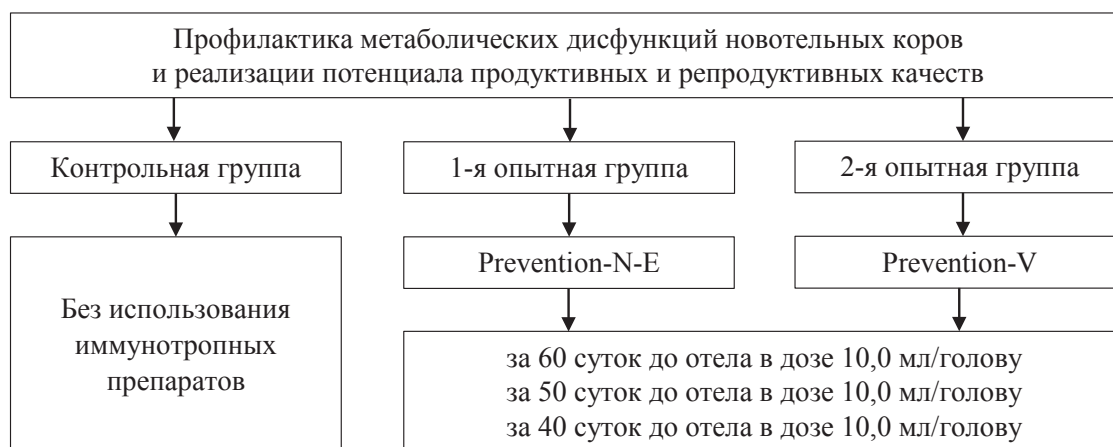 Профилактика метаболических дисфункций новотельных коров
и реализации потенциала продуктивных и репродуктивных качеств
Контрольная группа
1-я опытная группа
2-я опытная группа
Без использования
иммунотропных
препаратов
Prevention-N-E
Prevention-V
за 60 суток до отела в дозе 10,0 мл/голову
за 50 суток до отела в дозе 10,0 мл/голову
за 40 суток до отела в дозе 10,0 мл/голову